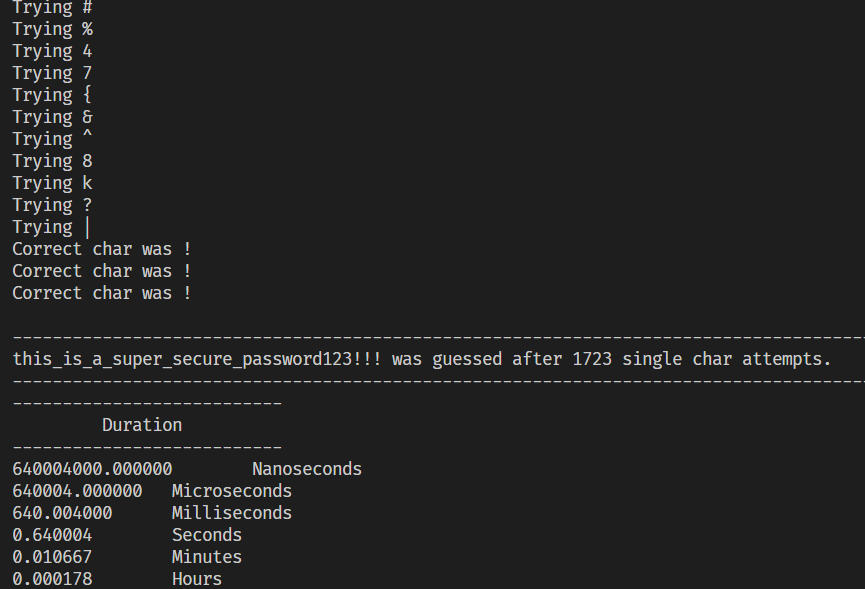 Trying #
Trying %
Trying 4
Trying 7
Trying {
Trying &
Trying ^
Trying 8
Trying k
Trying ?
Trying |
Correct char was !
Correct char was !
Correct char was !
-------------------------------------------------------------------------------------
this_is_a_super_secure_password123!!! was guessed after 1723 single char attempts.
-------------------------------------------------------------------------------------
---------------------------
         Duration
---------------------------
640004000.000000        Nanoseconds
640004.000000   Microseconds
640.004000      Milliseconds
0.640004        Seconds
0.010667        Minutes
0.000178        Hours